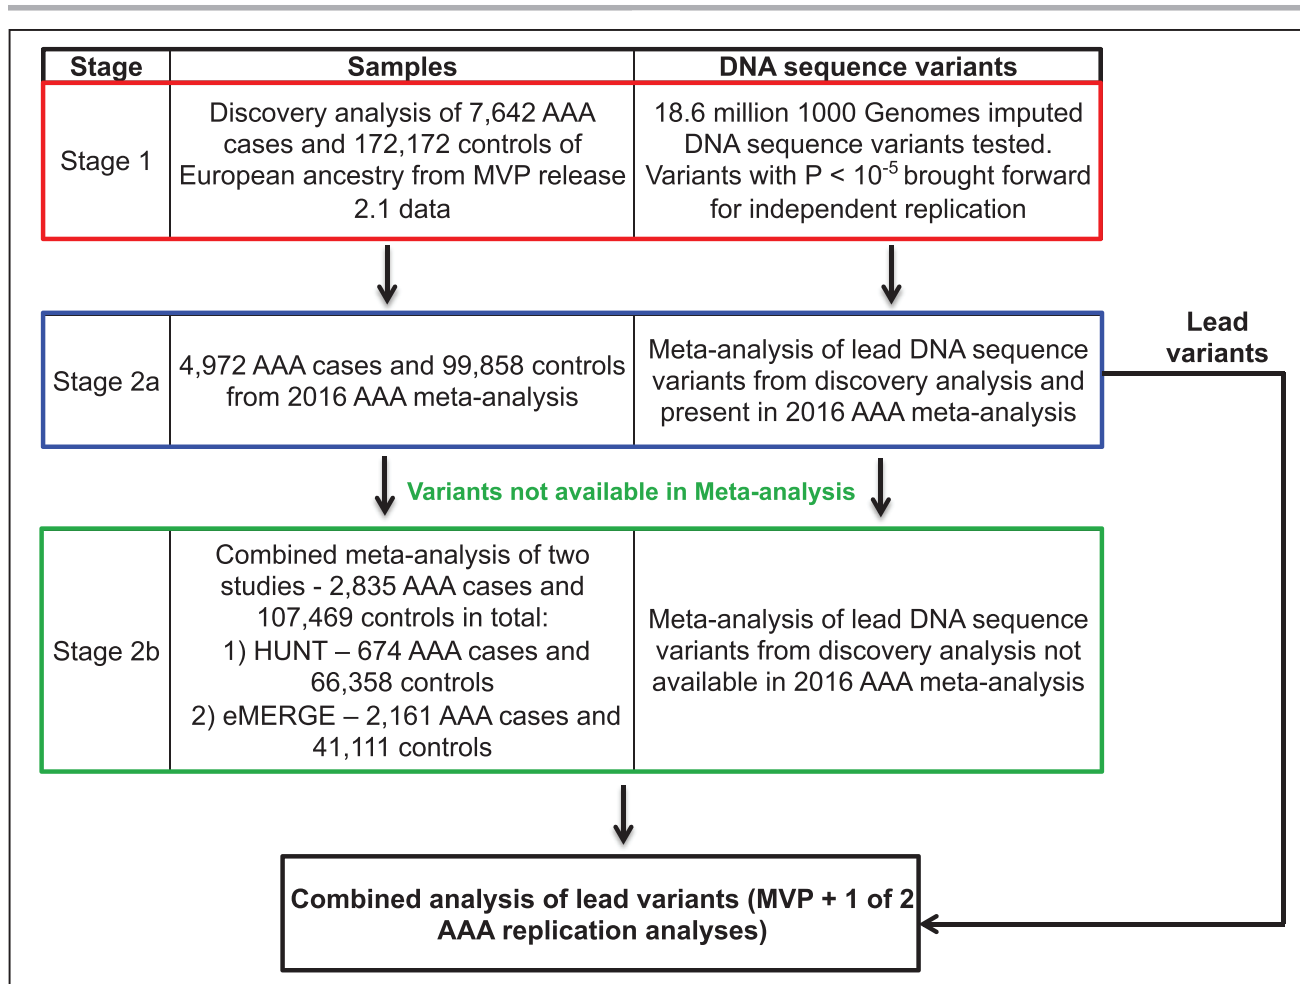 Stage
Samples
DNA sequence variants
Stage 1
Discovery analysis of 7,642 AAA
cases and 172,172 controls of
European ancestry from MVP release
2.1 data
18.6 million 1000 Genomes imputed
DNA sequence variants tested.
Variants with P < 10⁻⁵ brought forward
for independent replication
Stage 2a
4,972 AAA cases and 99,858 controls
from 2016 AAA meta-analysis
Meta-analysis of lead DNA sequence
variants from discovery analysis and
present in 2016 AAA meta-analysis
Lead
variants
Variants not available in Meta-analysis
Stage 2b
Combined meta-analysis of two
studies - 2,835 AAA cases and
107,469 controls in total:
1) HUNT – 674 AAA cases and
66,358 controls
2) eMERGE – 2,161 AAA cases and
41,111 controls
Meta-analysis of lead DNA sequence
variants from discovery analysis not
available in 2016 AAA meta-analysis
Combined analysis of lead variants (MVP + 1 of 2
AAA replication analyses)